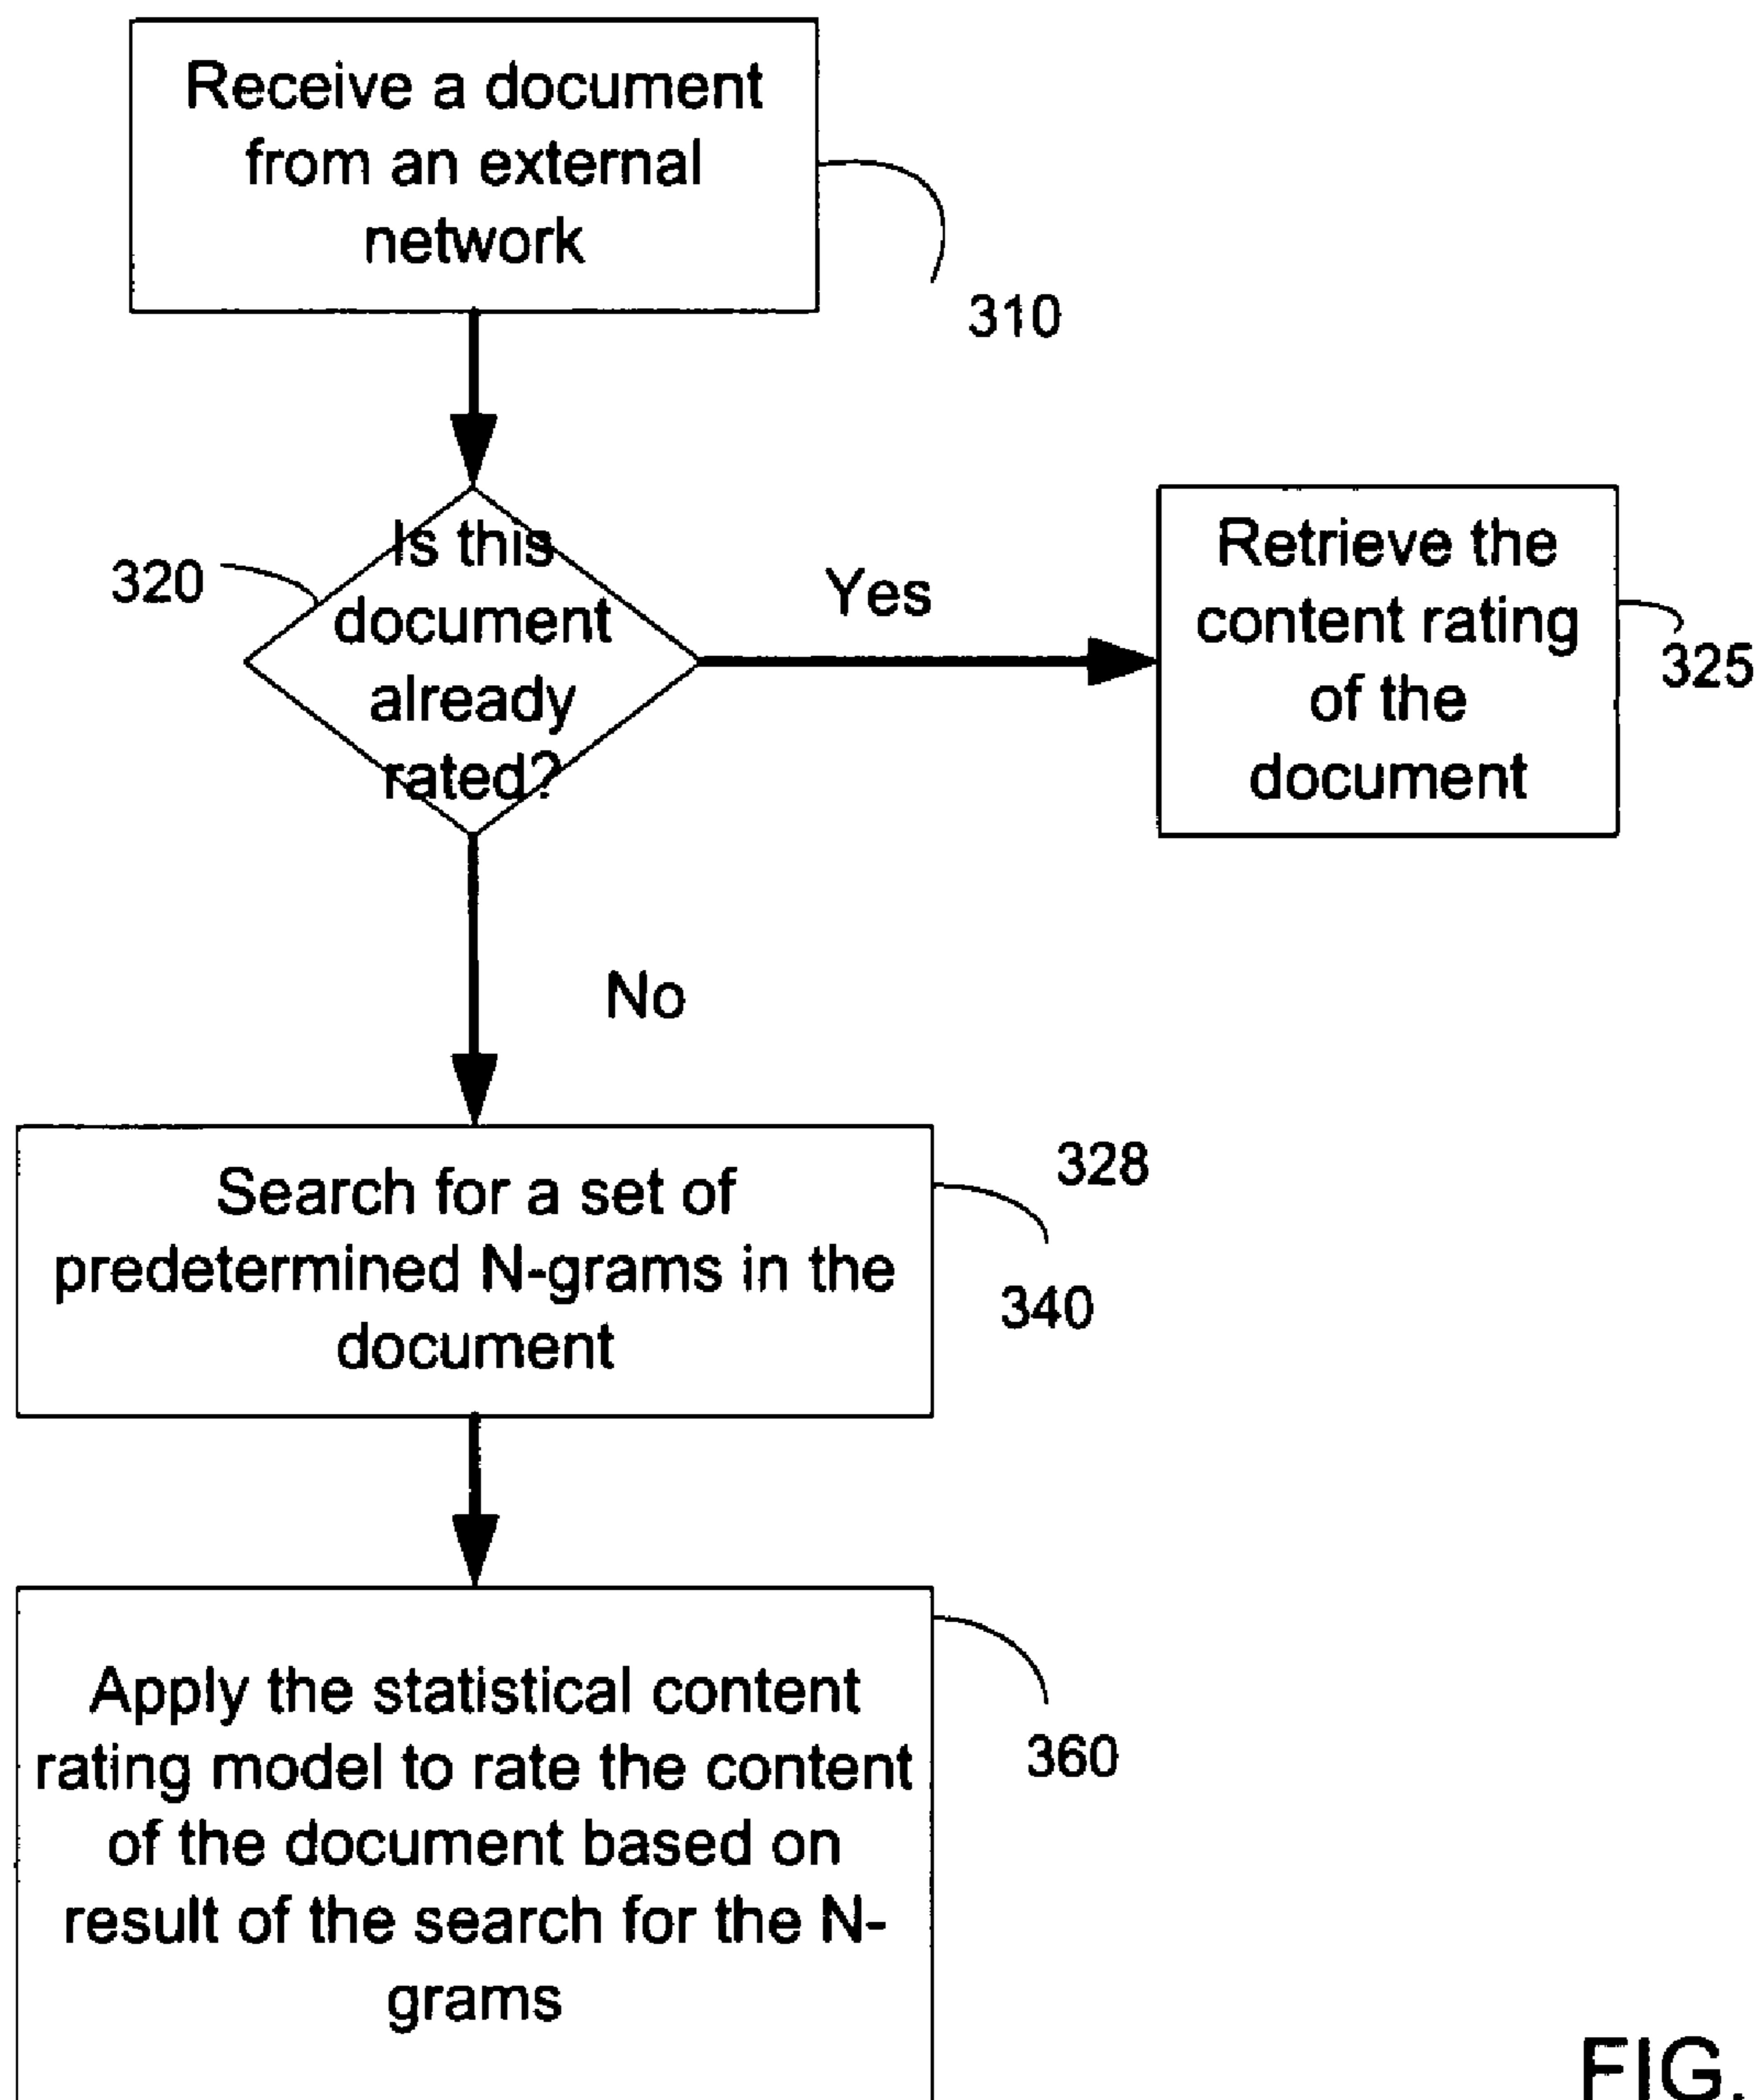 Receive a document
from an external
network
310
Is this
document
already
rated?
320
Yes
Retrieve the
content rating
of the
document
325
No
328
Search for a set of
predetermined N-grams in the
document
340
Apply the statistical content
rating model to rate the content
of the document based on
result of the search for the N-
grams
360
FIG.